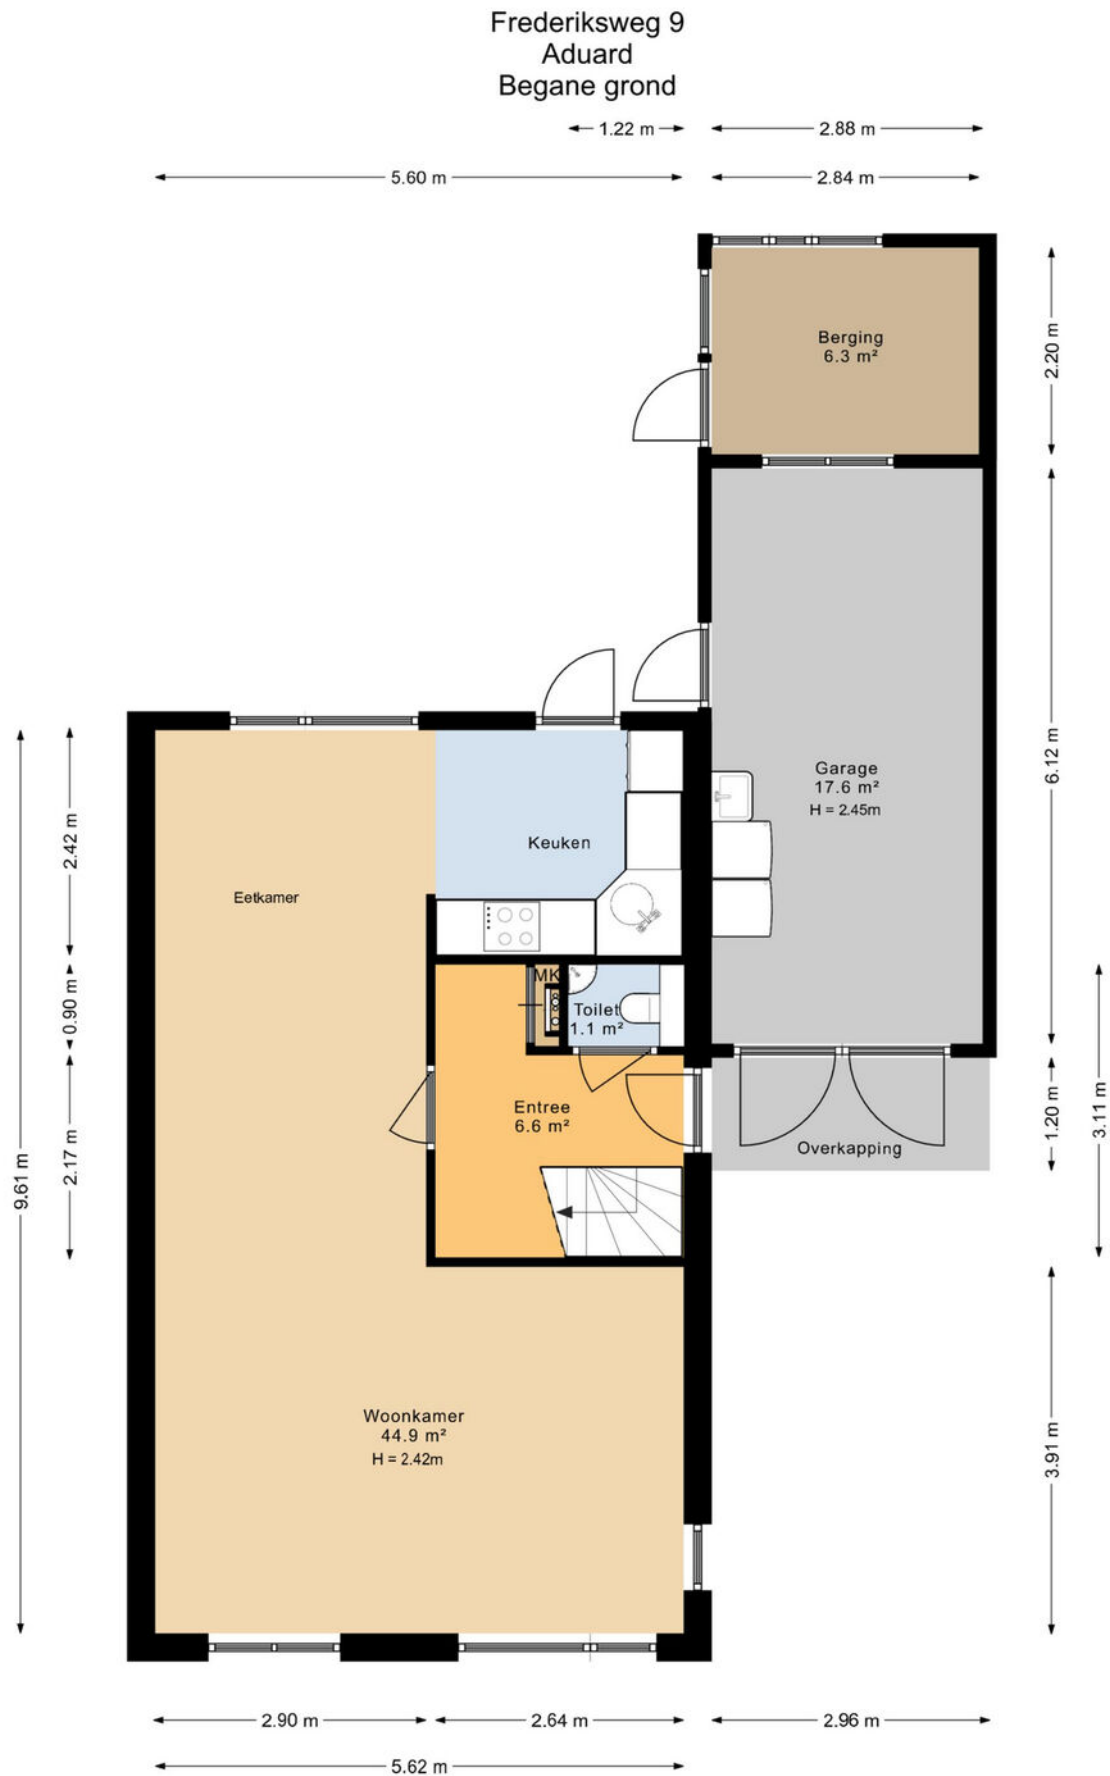 Frederiksweg 9
Aduard
Begane grond
1.22 m
2.88 m
5.60 m
2.84 m
Berging
6.3 m²
2.20 m
Garage
17.6 m²
H = 2.45m
6.12 m
2.42 m
Keuken
Eetkamer
MK
Toilet
1.1 m²
0.90 m
Entree
6.6 m²
Overkapping
1.20 m
3.11 m
2.17 m
9.61 m
Woonkamer
44.9 m²
H = 2.42m
3.91 m
2.90 m
2.64 m
2.96 m
5.62 m